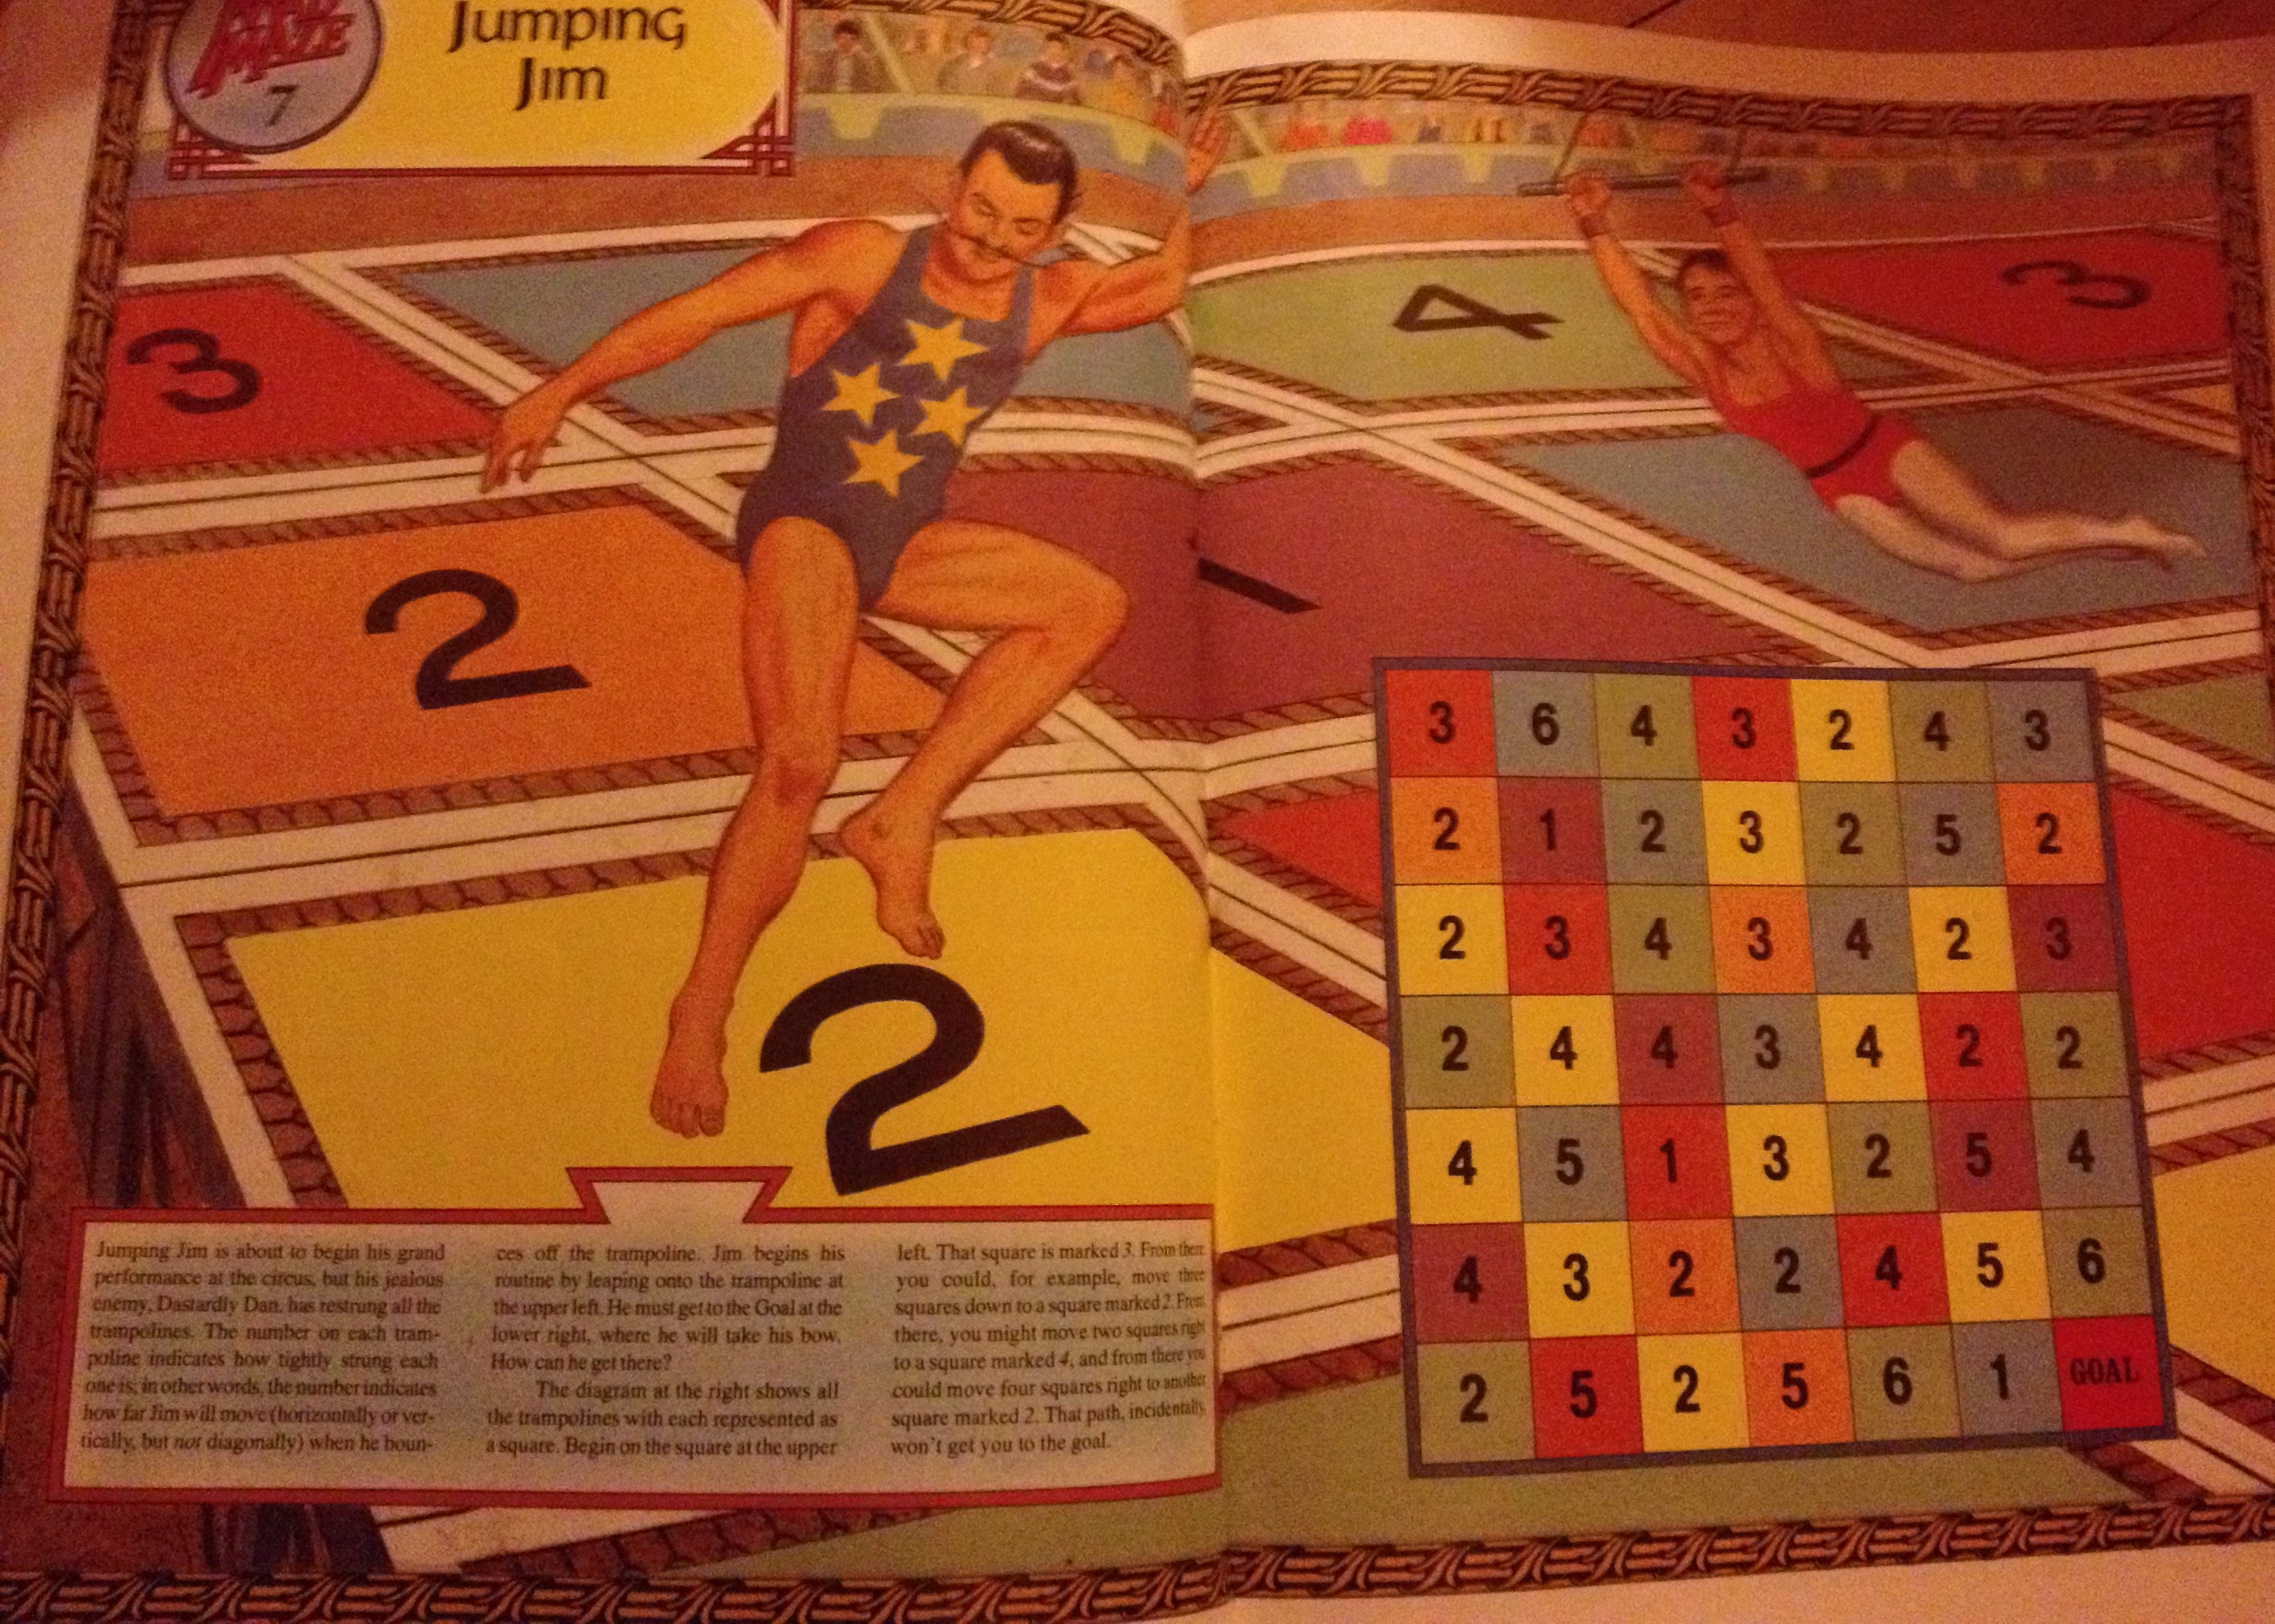 MAZE
7
Jumping
Jim
3
4
3
2
1
2
3 6 4 3 2 4 3
2 1 2 3 2 5 2
2 3 4 3 4 2 3
2 4 4 3 4 2 2
4 5 1 3 2 5 4
4 3 2 2 4 5 6
2 5 2 5 6 1 GOAL
Jumping Jim is about to begin his grand
performance at the circus, but his jealous
enemy, Dastardly Dan, has restrung all the
trampolines. The number on each tram-
poline indicates how tightly strung each
one is; in other words, the number indicates
how far Jim will move (horizontally or ver-
tically, but not diagonally) when he boun-
ces off the trampoline. Jim begins his
routine by leaping onto the trampoline at
the upper left. He must get to the Goal at the
lower right, where he will take his bow.
How can he get there?
The diagram at the right shows all
the trampolines with each represented as
a square. Begin on the square at the upper
left. That square is marked 3. From there
you could, for example, move three
squares down to a square marked 2. From
there, you might move two squares right
to a square marked 4, and from there you
could move four squares right to another
square marked 2. That path, incidentally,
won't get you to the goal.